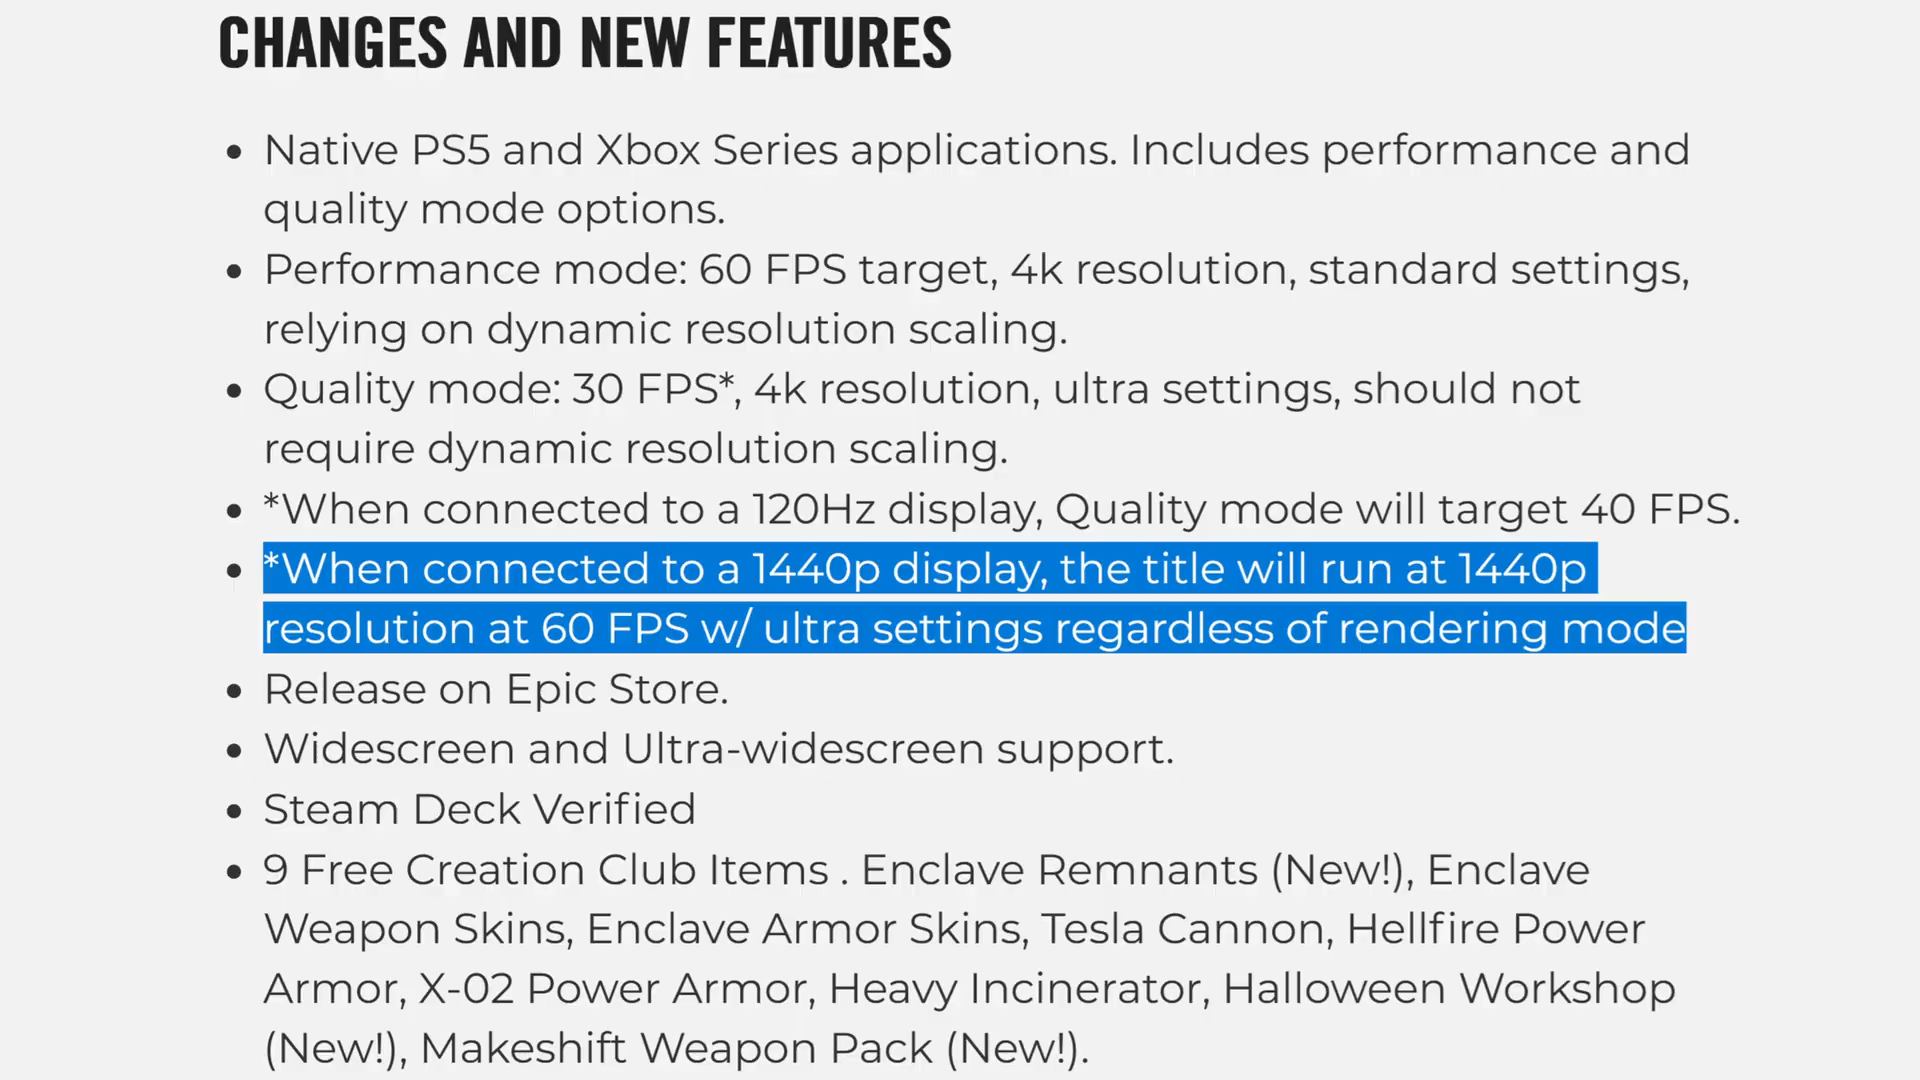 CHANGES AND NEW FEATURES
• Native PS5 and Xbox Series applications. Includes performance and
quality mode options.
• Performance mode: 60 FPS target, 4k resolution, standard settings,
relying on dynamic resolution scaling.
• Quality mode: 30 FPS*, 4k resolution, ultra settings, should not
require dynamic resolution scaling.
• *When connected to a 120Hz display, Quality mode will target 40 FPS.
• *When connected to a 1440p display, the title will run at 1440p
resolution at 60 FPS w/ ultra settings regardless of rendering mode
• Release on Epic Store.
• Widescreen and Ultra-widescreen support.
• Steam Deck Verified
• 9 Free Creation Club Items . Enclave Remnants (New!), Enclave
Weapon Skins, Enclave Armor Skins, Tesla Cannon, Hellfire Power
Armor, X-02 Power Armor, Heavy Incinerator, Halloween Workshop
(New!), Makeshift Weapon Pack (New!).